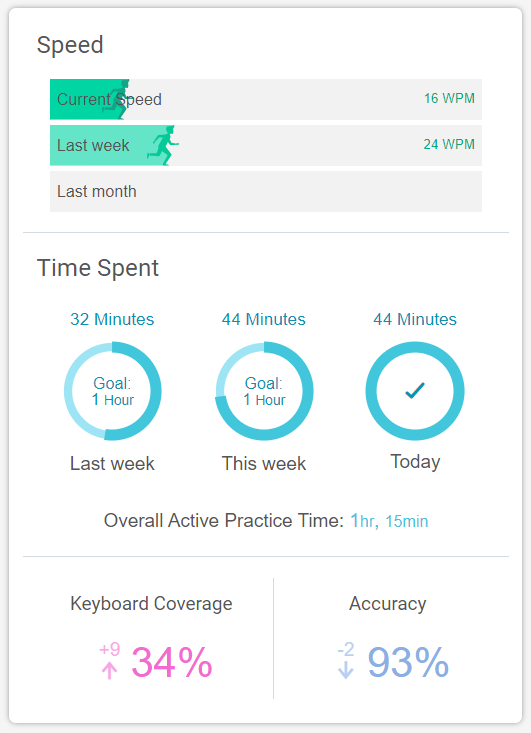 Speed
Current Speed 16 WPM
Last week 24 WPM
Last month
Time Spent
32 Minutes 44 Minutes 44 Minutes
Goal: Goal:
1 Hour 1 Hour
Last week This week Today
Overall Active Practice Time: 1hr, 15min
Keyboard Coverage Accuracy
+9 34% -2 93%